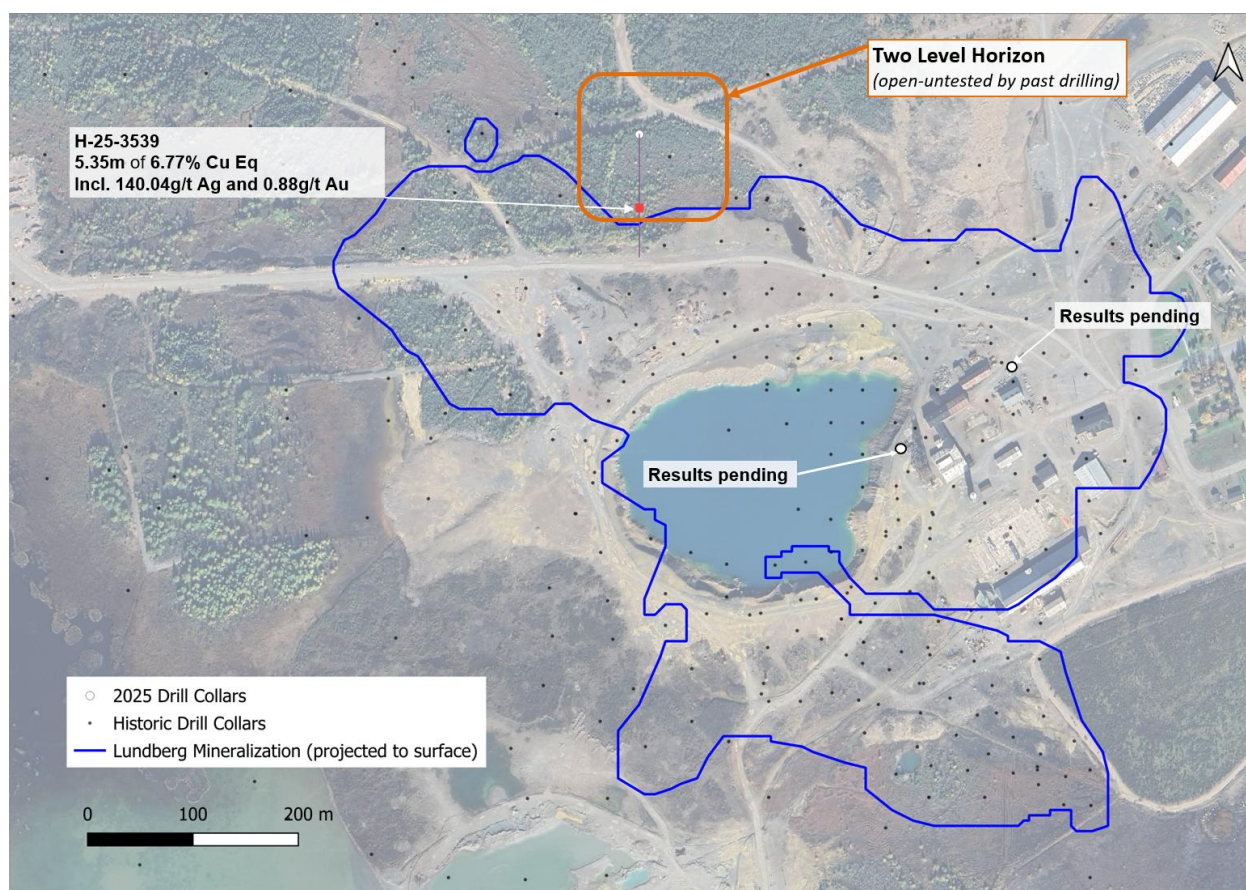 Two Level Horizon
(open-untested by past drilling)
H-25-3539
5.35m of 6.77% Cu Eq
Incl. 140.04g/t Ag and 0.88g/t Au
Results pending
Results pending
2025 Drill Collars
Historic Drill Collars
Lundberg Mineralization (projected to surface)
0 100 200 m